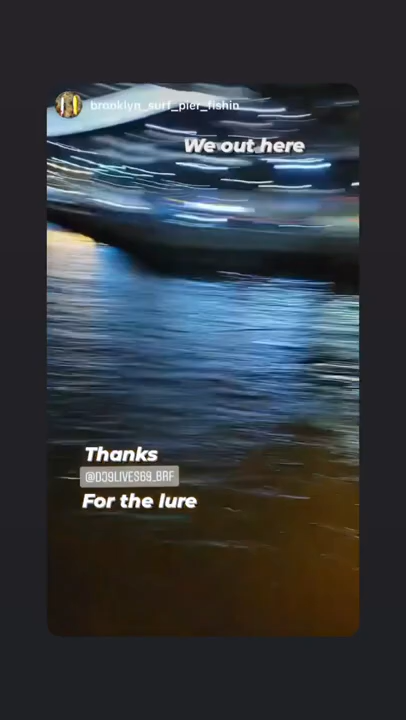 brooklyn_surf_pier_fishin
We out here
Thanks
@DJ9LIVES69_BRF
For the lure